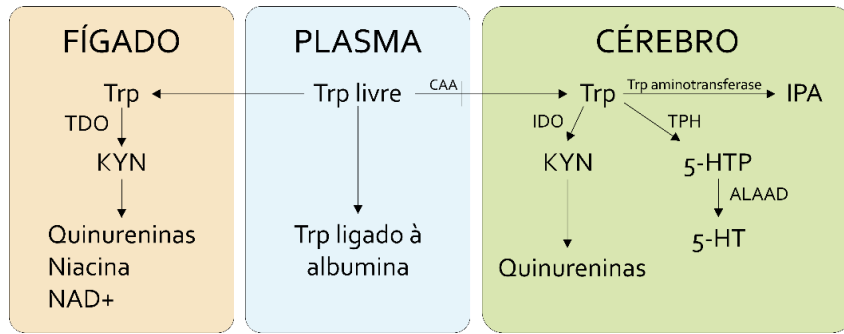 FÍGADO
Trp
TDO
KYN
Quinureninas
Niacina
NAD+
PLASMA
Trp livre
CAA
Trp ligado à
albumina
CÉREBRO
Trp
Trp aminotransferase
IPA
IDO
TPH
KYN
5-HTP
ALAAD
5-HT
Quinureninas